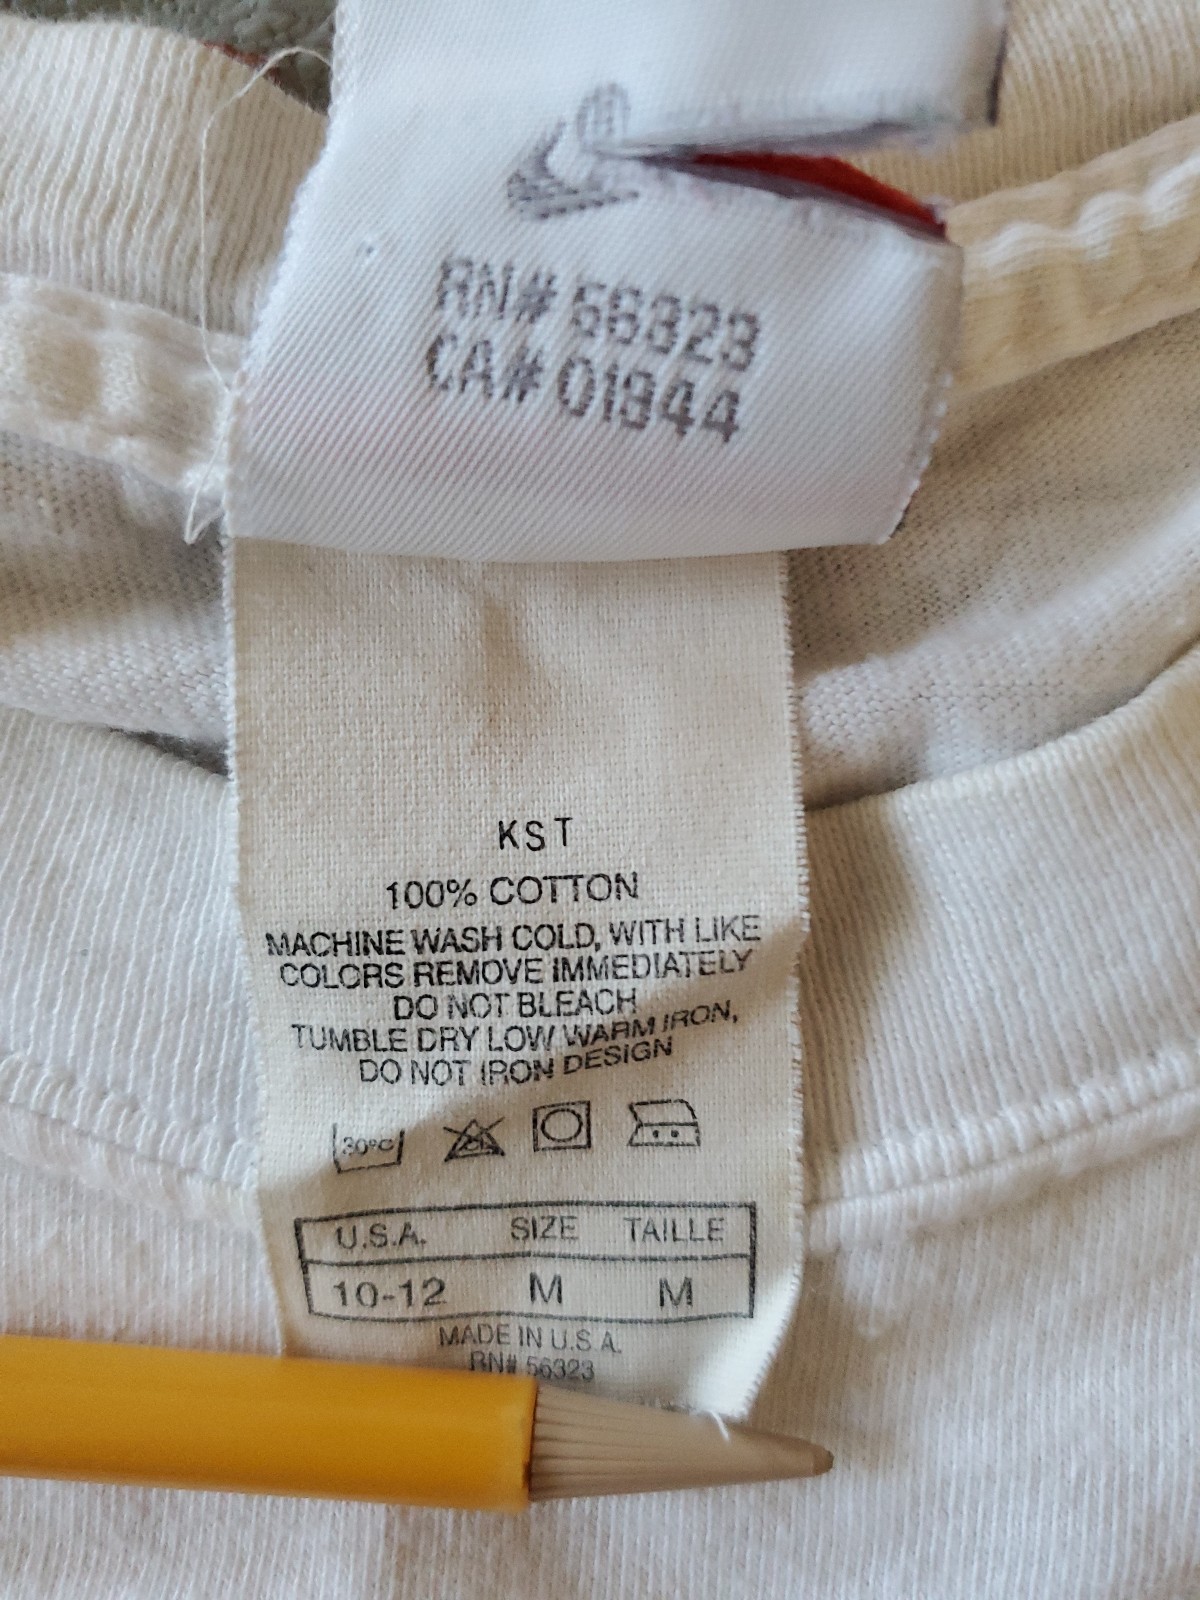 RN# 56323
CA# 01944
KST
100% COTTON
MACHINE WASH COLD, WITH LIKE
COLORS REMOVE IMMEDIATELY
DO NOT BLEACH
TUMBLE DRY LOW WARM IRON,
DO NOT IRON DESIGN
30°C CL
U.S.A. SIZE TAILLE
10-12 M M
MADE IN U.S.A.
RN# 56323